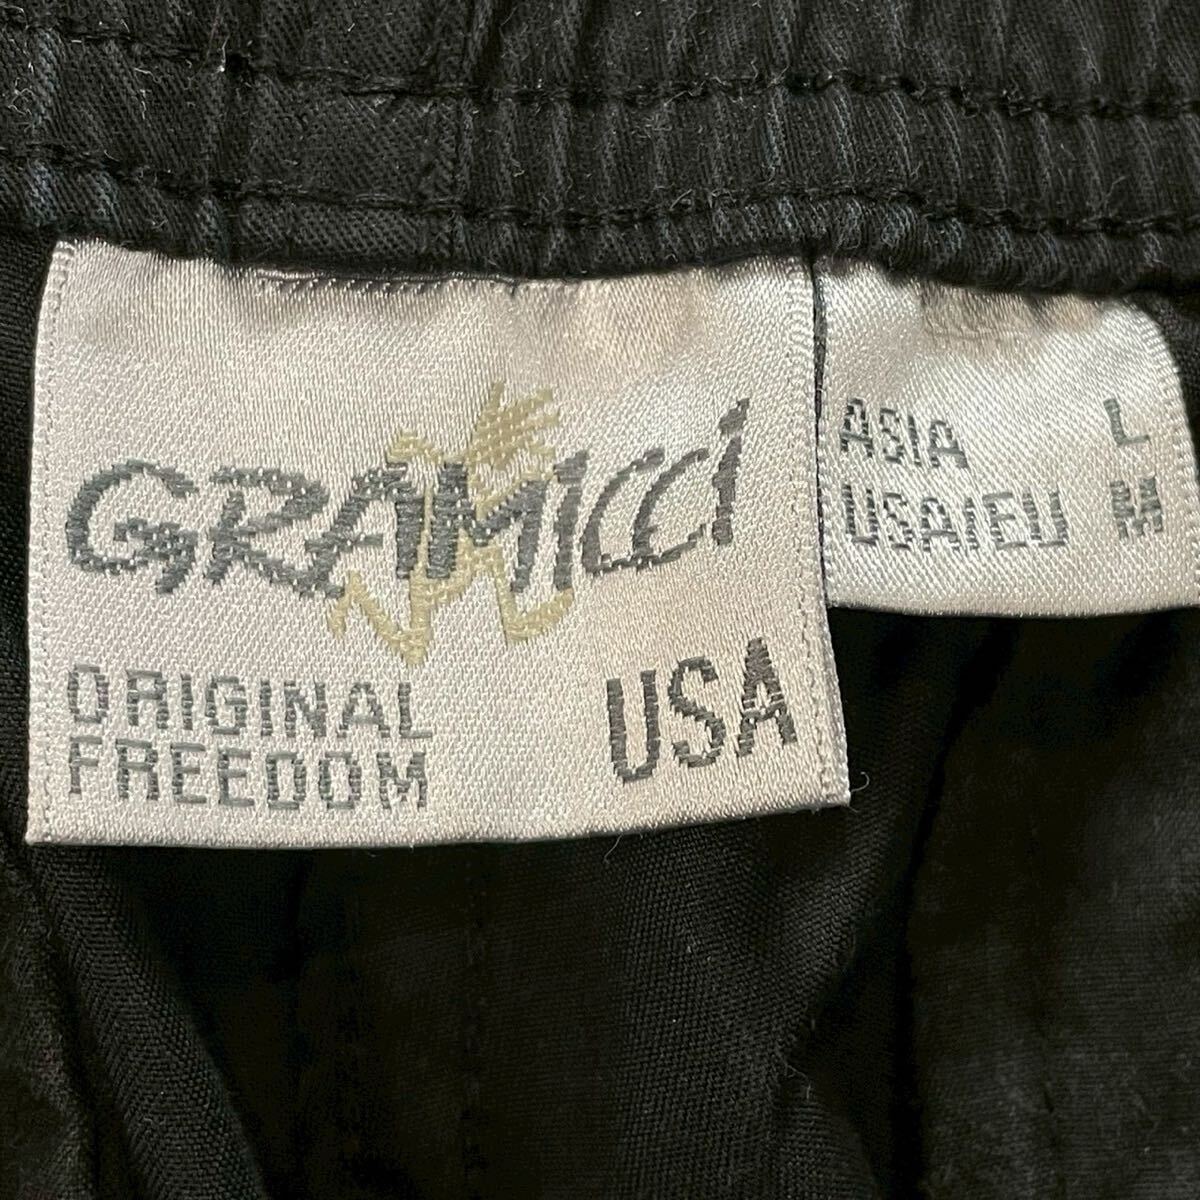 GRAMICCI
ORIGINAL
FREEDOM
USA
ASIA L
USA/EU M